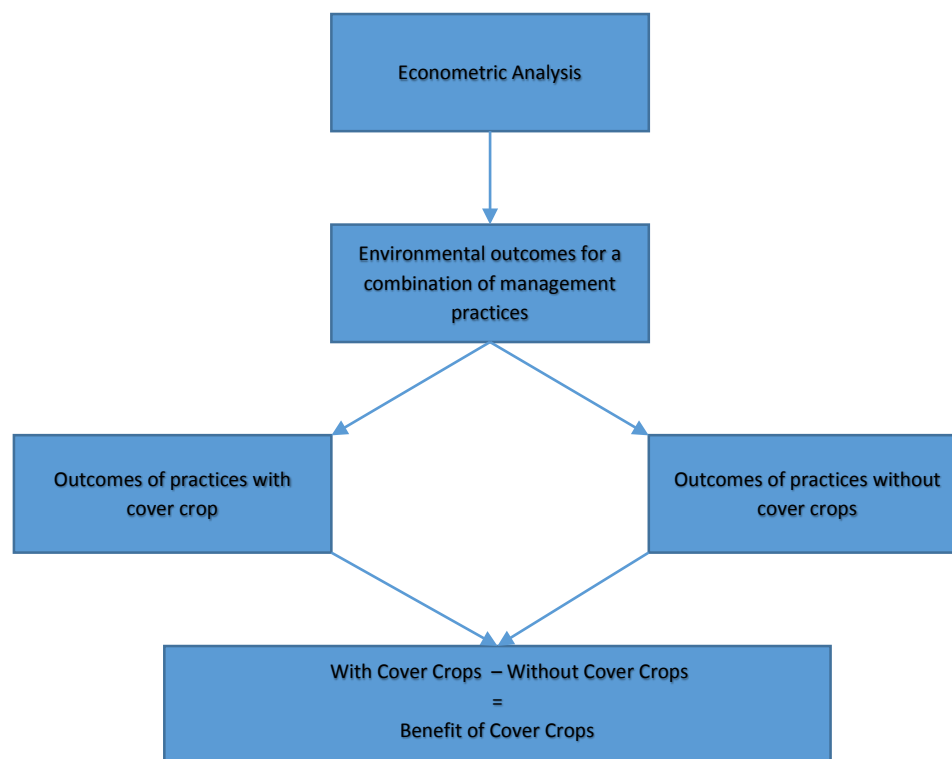 Econometric Analysis
Environmental outcomes for a
combination of management
practices
Outcomes of practices with
cover crop
Outcomes of practices without
cover crops
With Cover Crops – Without Cover Crops
=
Benefit of Cover Crops